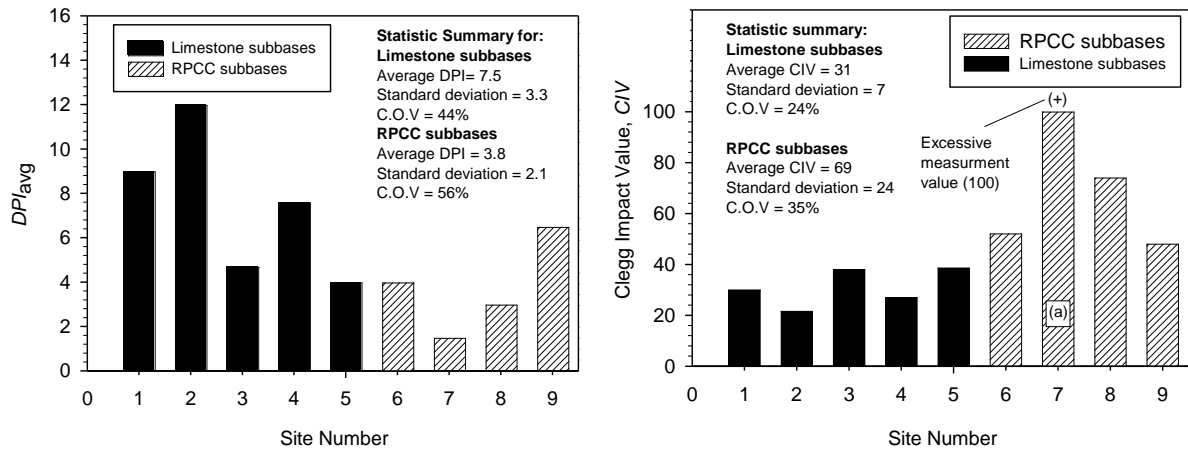 16
14
12
10
8
6
4
2
0
DPIavg
Limestone subbases
RPCC subbases
Statistic Summary for:
Limestone subbases
Average DPI= 7.5
Standard deviation = 3.3
C.O.V = 44%
RPCC subbases
Average DPI = 3.8
Standard deviation = 2.1
C.O.V = 56%
0 1 2 3 4 5 6 7 8 9
Site Number
Clegg Impact Value, CIV
100
80
60
40
20
0
Statistic summary:
Limestone subbases
Average CIV = 31
Standard deviation = 7
C.O.V = 24%
RPCC subbases
Average CIV = 69
Standard deviation = 24
C.O.V = 35%
RPCC subbases
Limestone subbases
(+)
Excessive
measurment
value (100)
(a)
0 1 2 3 4 5 6 7 8 9
Site Number